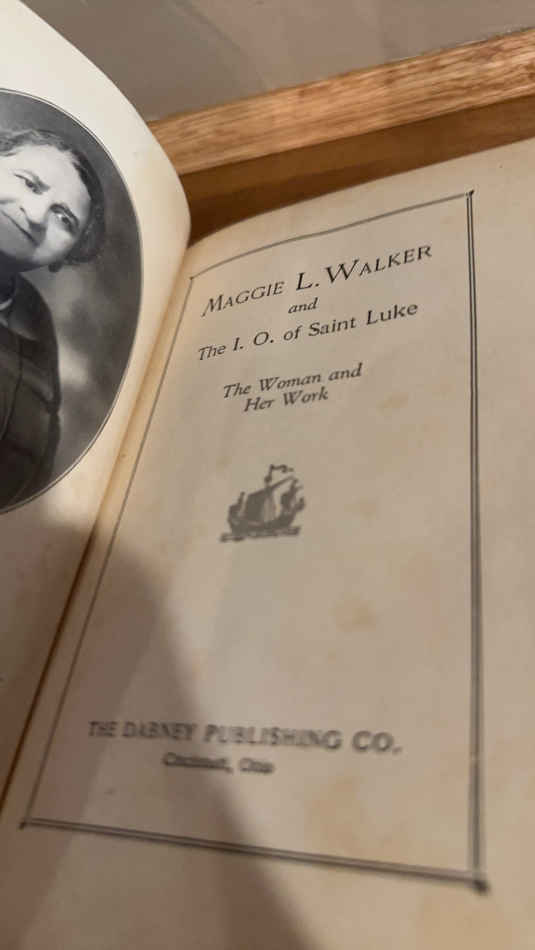 MAGGIE L. WALKER
and
The I. O. of Saint Luke
The Woman and
Her Work
THE DABNEY PUBLISHING CO.
Cincinnati, Ohio